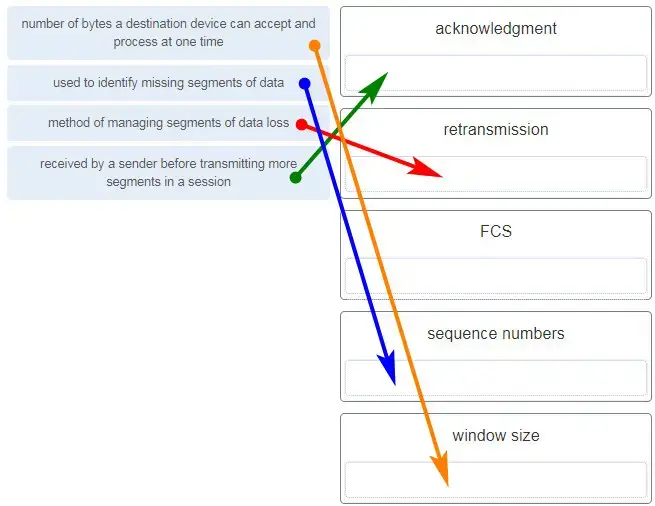 number of bytes a destination device can accept and
process at one time
used to identify missing segments of data
method of managing segments of data loss
received by a sender before transmitting more
segments in a session
acknowledgment
retransmission
FCS
sequence numbers
window size